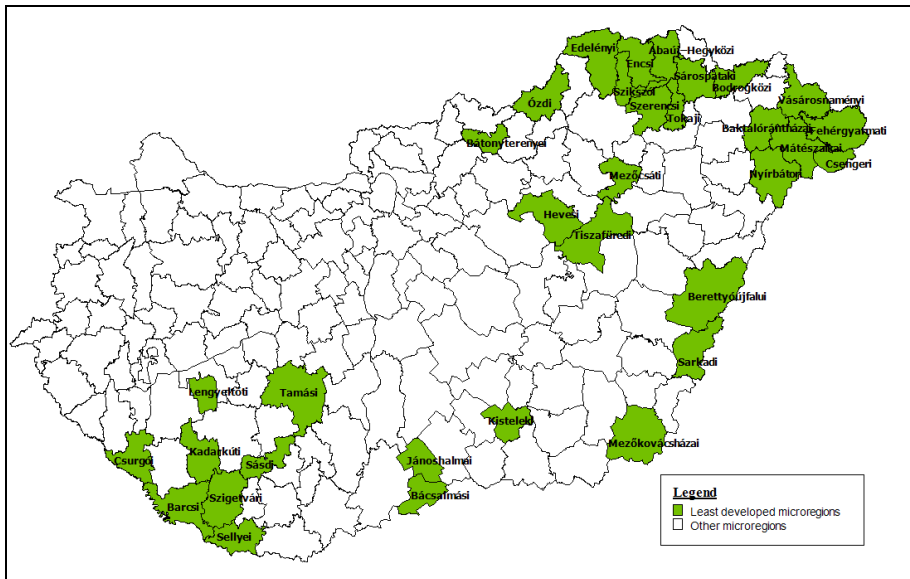 Edelényi
Abaúj–Hegyközi
Encsi
Sárospataki
Bodrogközi
Szikszói
Ózdi
Szerencsi
Vásárosnaményi
Tokaji
Baktalórántházai
Fehérgyarmati
Bátonyterenyei
Mátészalkai
Csengeri
Mezőcsáti
Nyírbátori
Hevesi
Tiszafüredi
Berettyóújfalui
Sarkadi
Lengyeltóti
Tamási
Kisteleki
Mezőkovácsházai
Csurgói
Kadarkúti
Sásdi
Jánoshalmai
Szigetvári
Bácsalmási
Barcsi
Sellyei
Legend
Least developed microregions
Other microregions